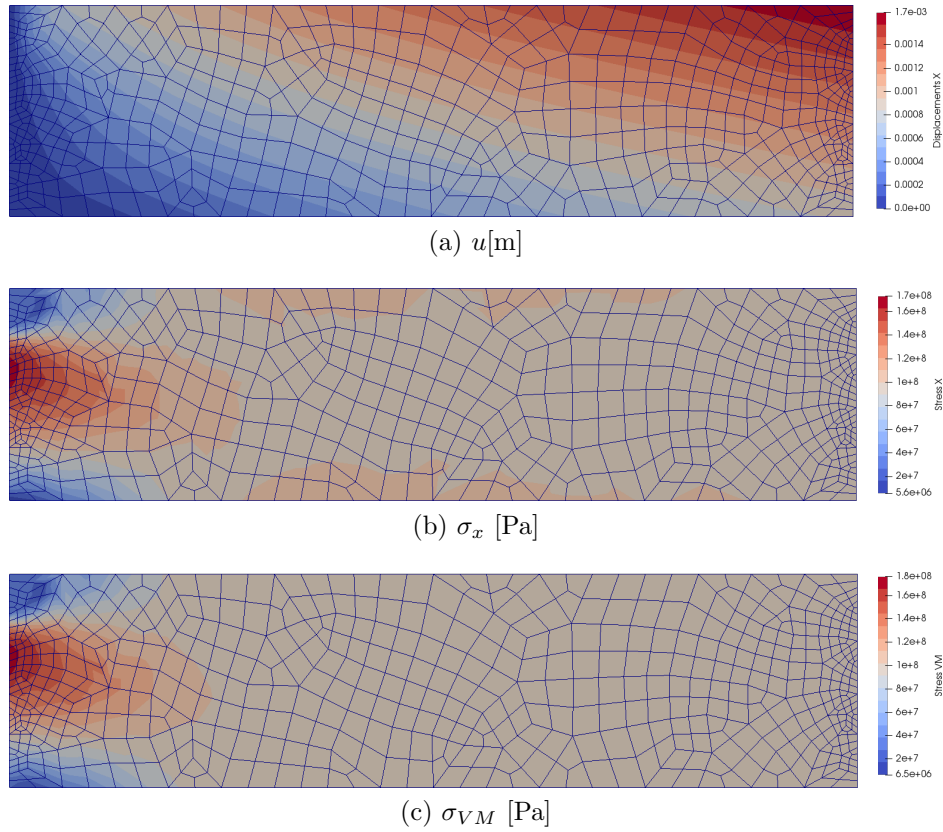 1.7e-03
0.0014
0.0012
0.001
0.0008
0.0006
0.0004
0.0002
0.0e+00
Displacements X
(a) u[m]
1.7e+08
1.6e+8
1.4e+8
1.2e+8
1e+8
8e+7
6e+7
4e+7
2e+7
5.6e+06
Stress X
(b) σₓ [Pa]
1.8e+08
1.6e+8
1.4e+8
1.2e+8
1e+8
8e+7
6e+7
4e+7
2e+7
6.5e+06
Stress VM
(c) σ_VM [Pa]